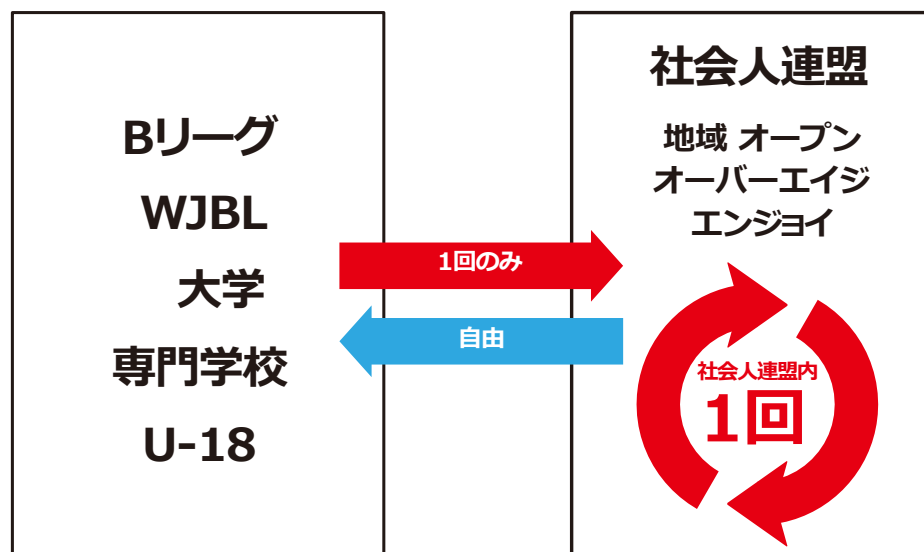 Bリーグ
WJBL
大学
専門学校
U-18
1回のみ
自由
社会人連盟
地域 オープン
オーバーエイジ
エンジョイ
社会人連盟内
1回